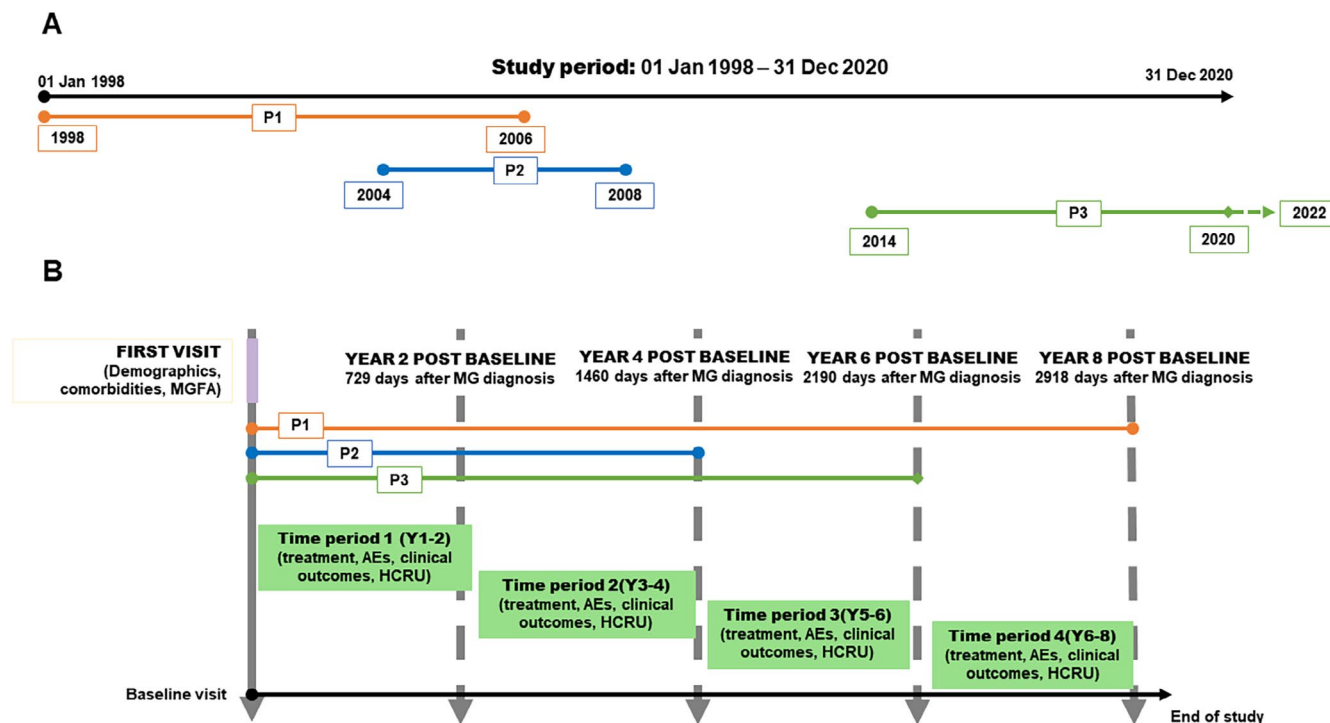 A
Study period: 01 Jan 1998 – 31 Dec 2020
01 Jan 1998
31 Dec 2020
P1
1998
2006
P2
2004
2008
P3
2014
2020
2022
B
FIRST VISIT
(Demographics,
comorbidities, MGFA)
YEAR 2 POST BASELINE
729 days after MG diagnosis
YEAR 4 POST BASELINE
1460 days after MG diagnosis
YEAR 6 POST BASELINE
2190 days after MG diagnosis
YEAR 8 POST BASELINE
2918 days after MG diagnosis
P1
P2
P3
Time period 1 (Y1-2)
(treatment, AEs, clinical
outcomes, HCRU)
Time period 2(Y3-4)
(treatment, AEs, clinical
outcomes, HCRU)
Time period 3(Y5-6)
(treatment, AEs, clinical
outcomes, HCRU)
Time period 4(Y6-8)
(treatment, AEs, clinical
outcomes, HCRU)
Baseline visit
End of study